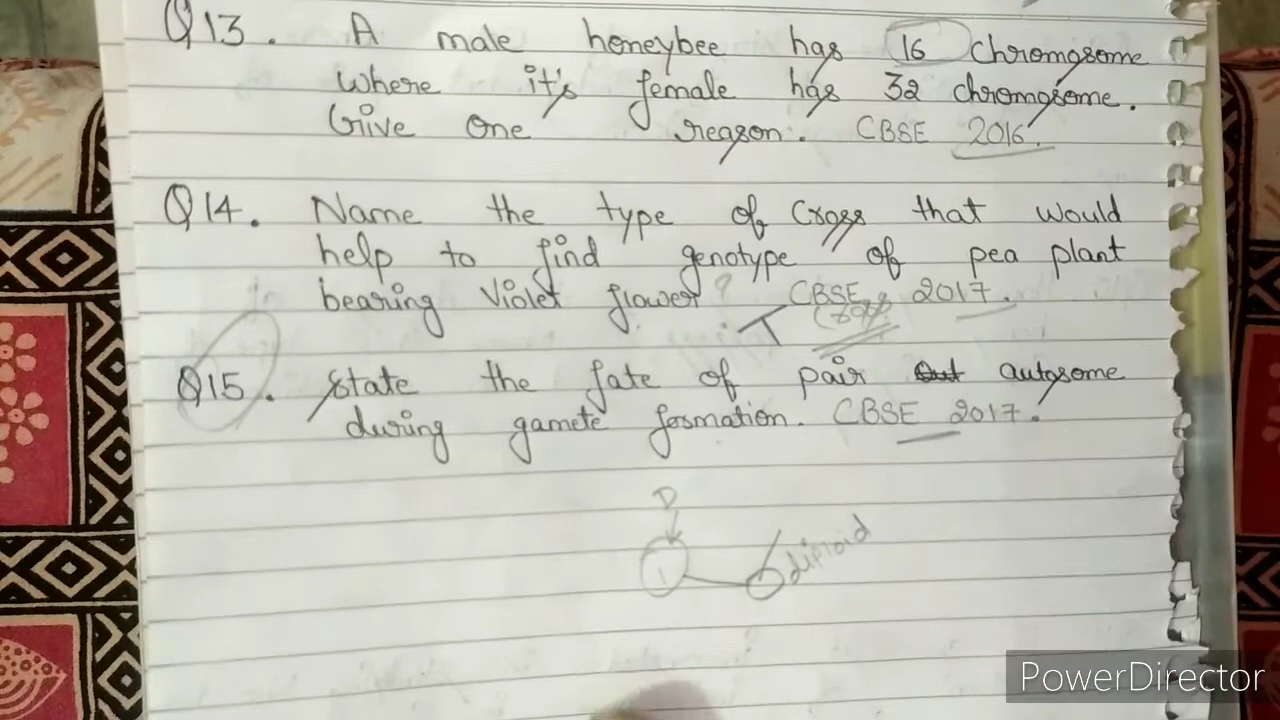 Q13. A male honeybee has 16 chromosome
where it's female has 32 chromosome.
Give one reason. CBSE 2016.
Q14. Name the type of Cross that would
help to find genotype of pea plant
bearing Violet flower? CBSE 2017.
T
Q15. State the fate of pair autosome
during gamete formation. CBSE 2017.
D
diploid
PowerDirector